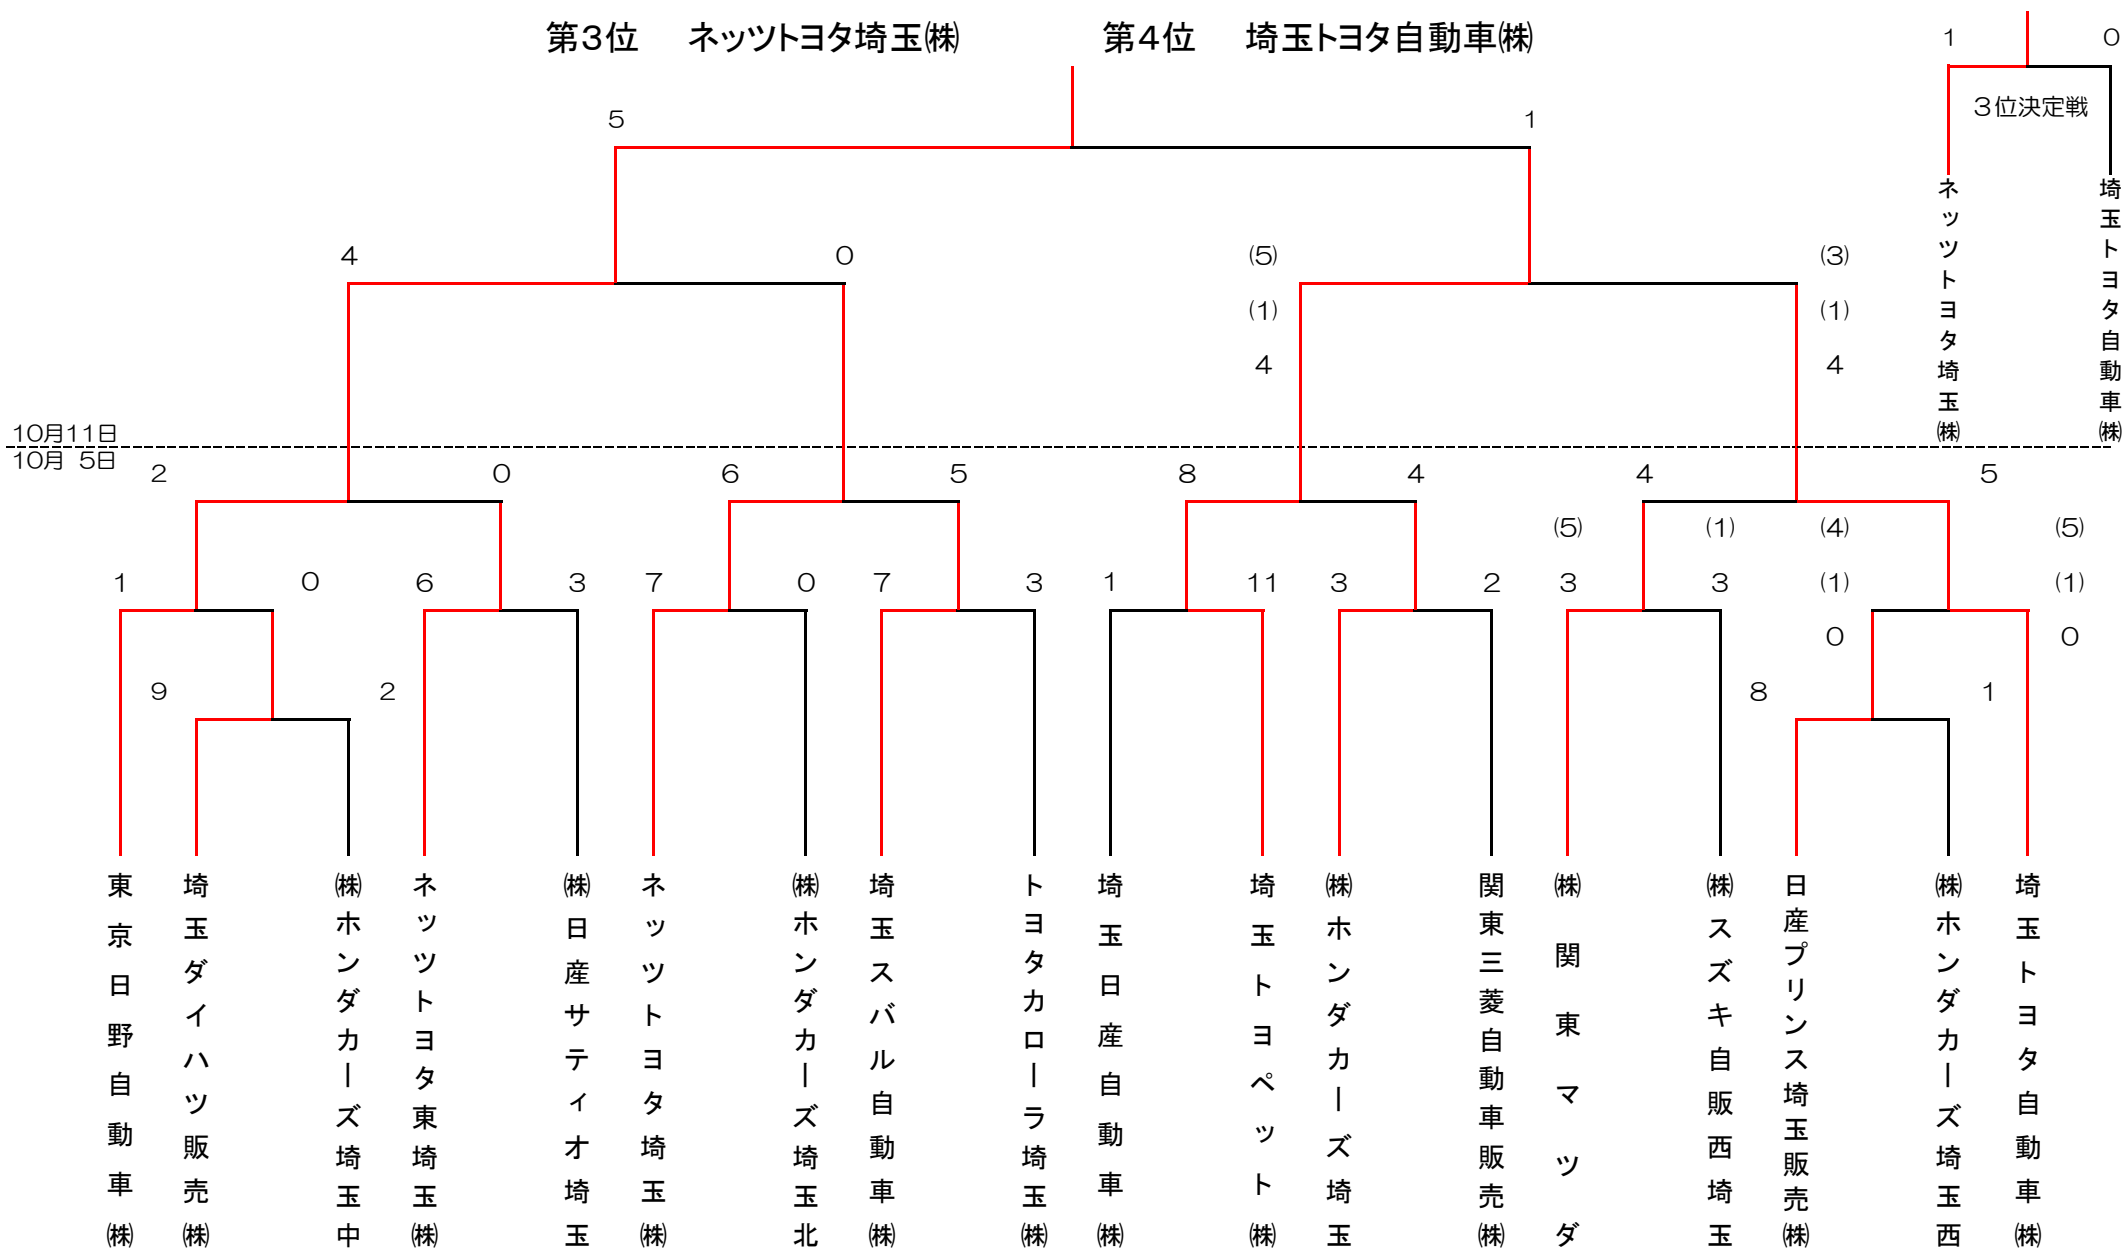 第3位 ネッツトヨタ埼玉㈱ 第4位 埼玉トヨタ自動車㈱
1 0
3位決定戦
5 1
ネッツトヨタ埼玉㈱
埼玉トヨタ自動車㈱
4 0 (5) (3)
(1) (1)
4 4
10月11日
10月 5日
2 0 6 5 8 4 4 5
(5) (1) (4) (5)
1 0 6 3 7 0 7 3 1 11 3 2 3 3 (1) (1)
0 0
9 2 8 1
東京日野自動車㈱
埼玉ダイハツ販売㈱
㈱ホンダカーズ埼玉中
ネッツトヨタ東埼玉㈱
㈱日産サティオ埼玉
ネッツトヨタ埼玉㈱
㈱ホンダカーズ埼玉北
埼玉スバル自動車㈱
トヨタカローラ埼玉㈱
埼玉日産自動車㈱
埼玉トヨペット㈱
㈱ホンダカーズ埼玉
関東三菱自動車販売㈱
㈱関東マツダ
㈱スズキ自販西埼玉
日産プリンス埼玉販売㈱
㈱ホンダカーズ埼玉西
埼玉トヨタ自動車㈱